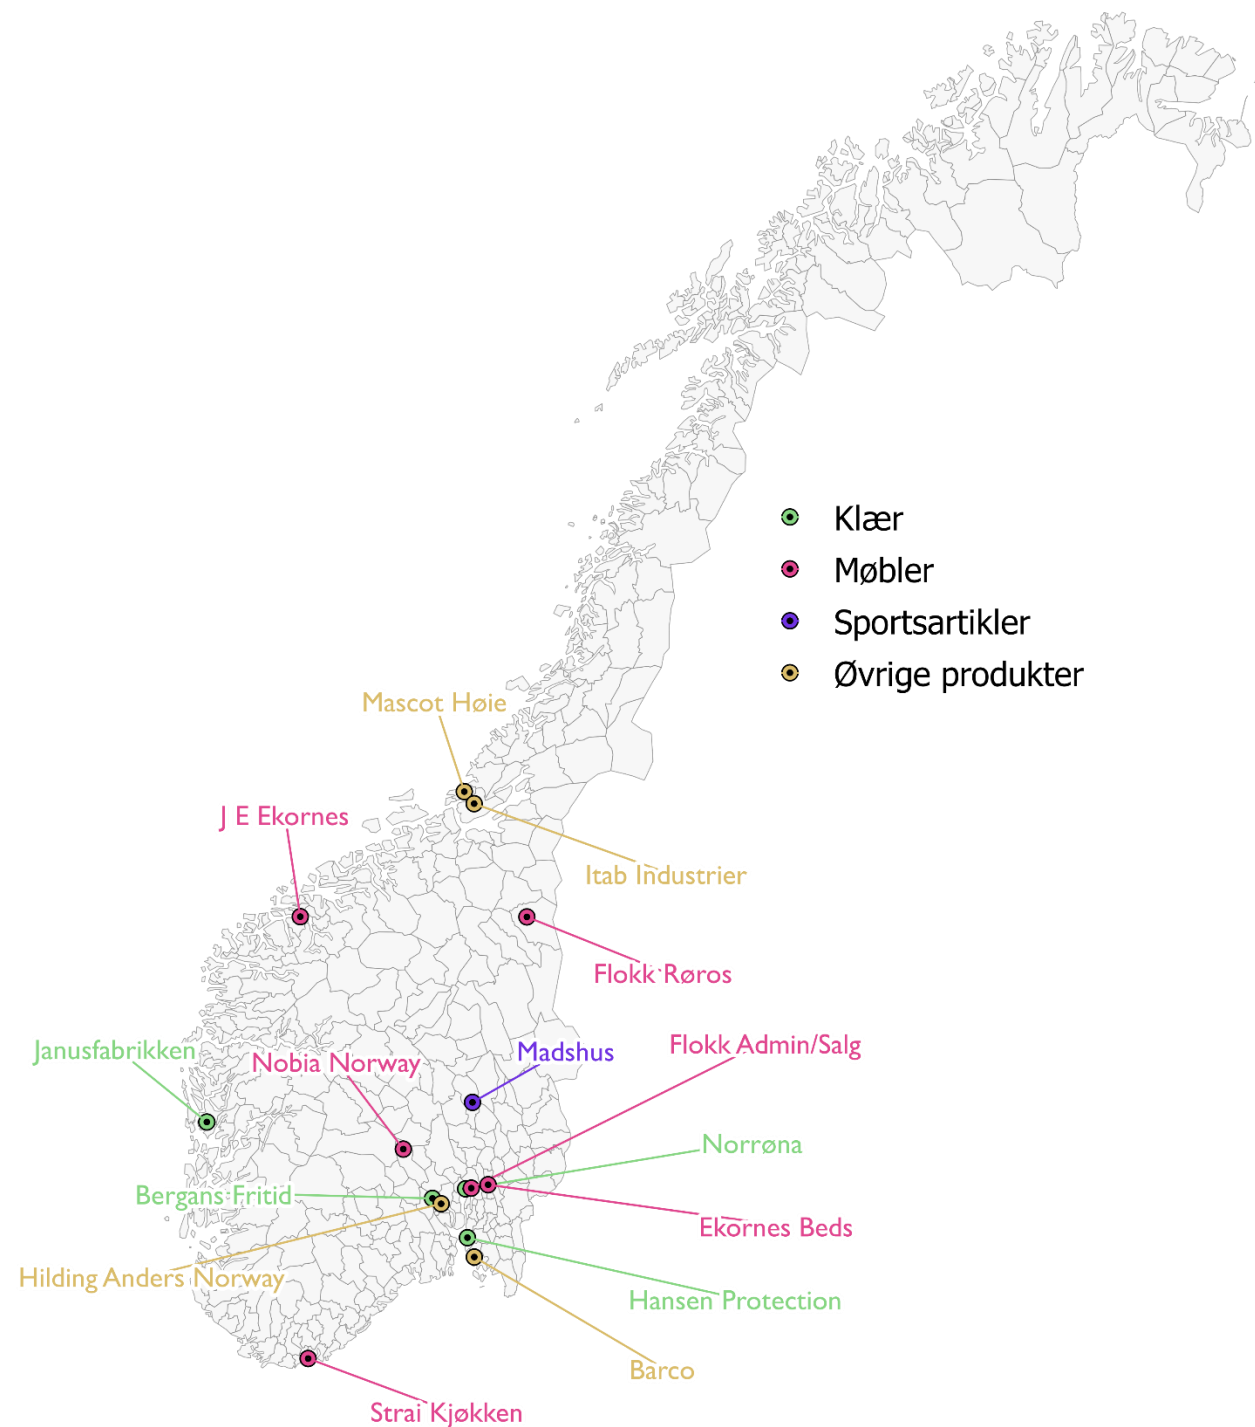 Klær
Møbler
Sportsartikler
Øvrige produkter
Mascot Høie
J E Ekornes
Itab Industrier
Flokk Røros
Janusfabrikken
Nobia Norway
Madshus
Flokk Admin/Salg
Norrøna
Bergans Fritid
Ekornes Beds
Hilding Anders Norway
Hansen Protection
Barco
Strai Kjøkken